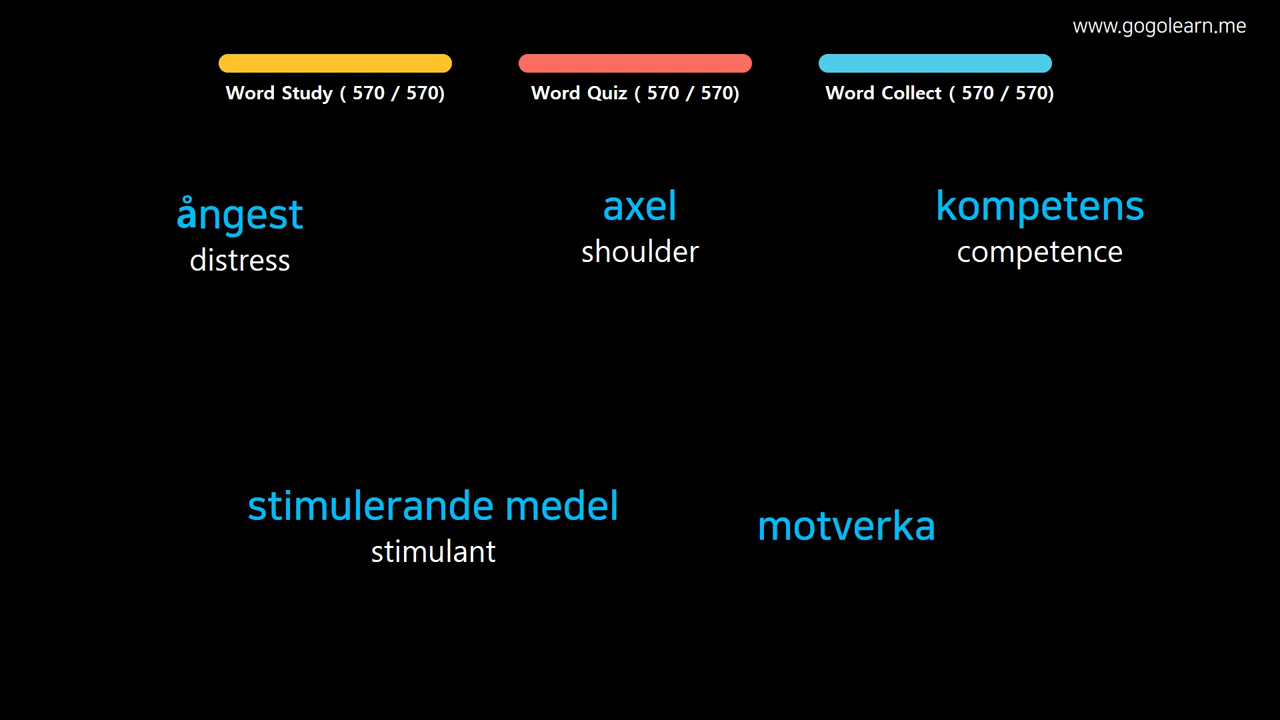 www.gogolearn.me
Word Study ( 570 / 570)
Word Quiz ( 570 / 570)
Word Collect ( 570 / 570)
ångest
distress
axel
shoulder
kompetens
competence
stimulerande medel
stimulant
motverka